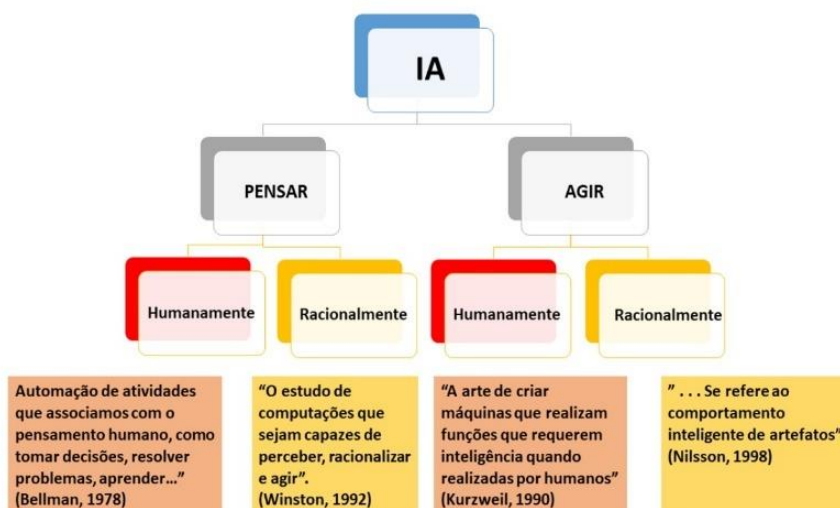 IA
PENSAR
AGIR
Humanamente
Racionalmente
Humanamente
Racionalmente
Automação de atividades
que associamos com o
pensamento humano, como
tomar decisões, resolver
problemas, aprender...”
(Bellman, 1978)
“O estudo de
computações que
sejam capazes de
perceber, racionalizar
e agir”.
(Winston, 1992)
“A arte de criar
máquinas que realizam
funções que requerem
inteligência quando
realizadas por humanos”
(Kurzweil, 1990)
” . . . Se refere ao
comportamento
inteligente de artefatos”
(Nilsson, 1998)